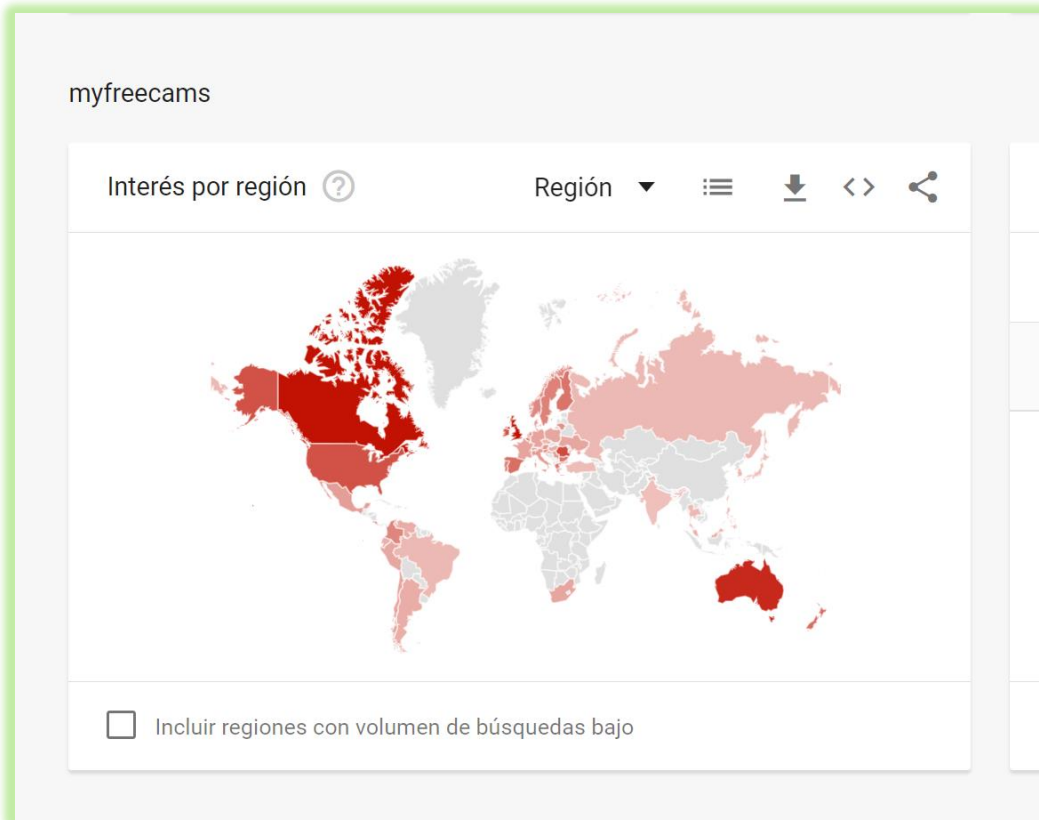 myfreecams
Interés por región ?
Región
Incluir regiones con volumen de búsquedas bajo